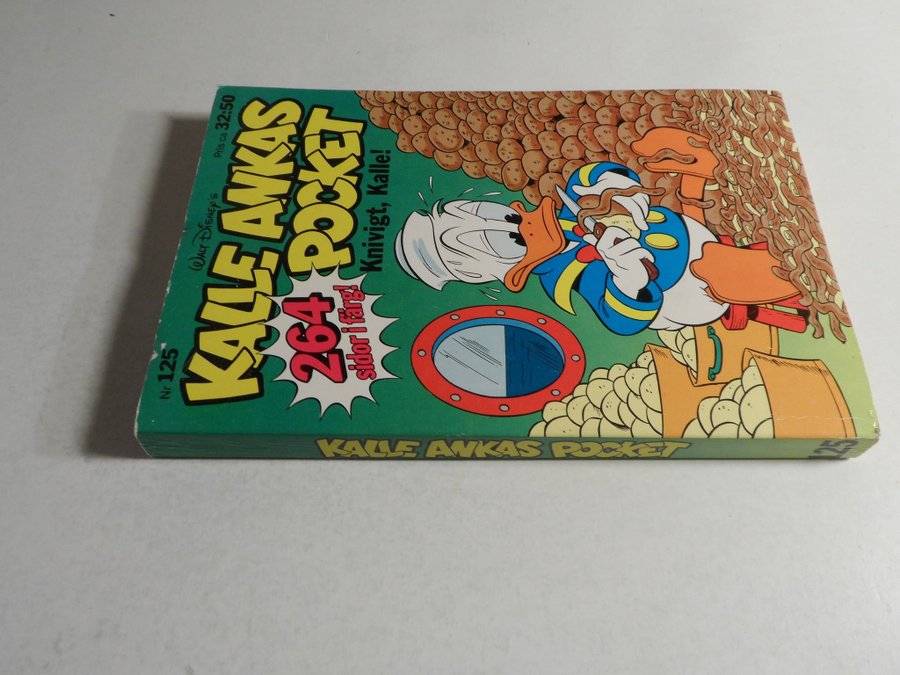 Nr 125
Pris ca 32:50
WALT DISNEY'S
KALLE ANKAS
POCKET
264
sidor i färg!
Knivigt, Kalle!
KALLE ANKAS POCKET
125